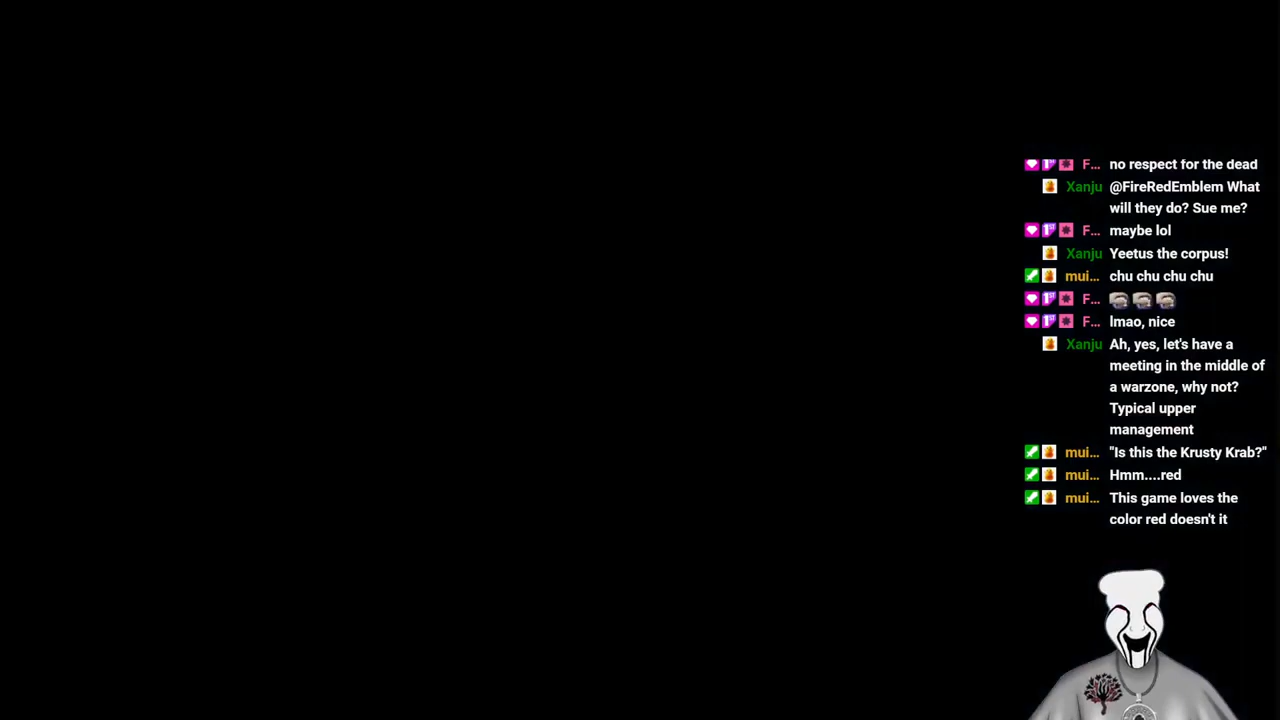 F... no respect for the dead
Xanju @FireRedEmblem What
will they do? Sue me?
F... maybe lol
Xanju Yeetus the corpus!
mui... chu chu chu chu
F...
F... lmao, nice
Xanju Ah, yes, let's have a
meeting in the middle of
a warzone, why not?
Typical upper
management
mui... "Is this the Krusty Krab?"
mui... Hmm....red
mui... This game loves the
color red doesn't it